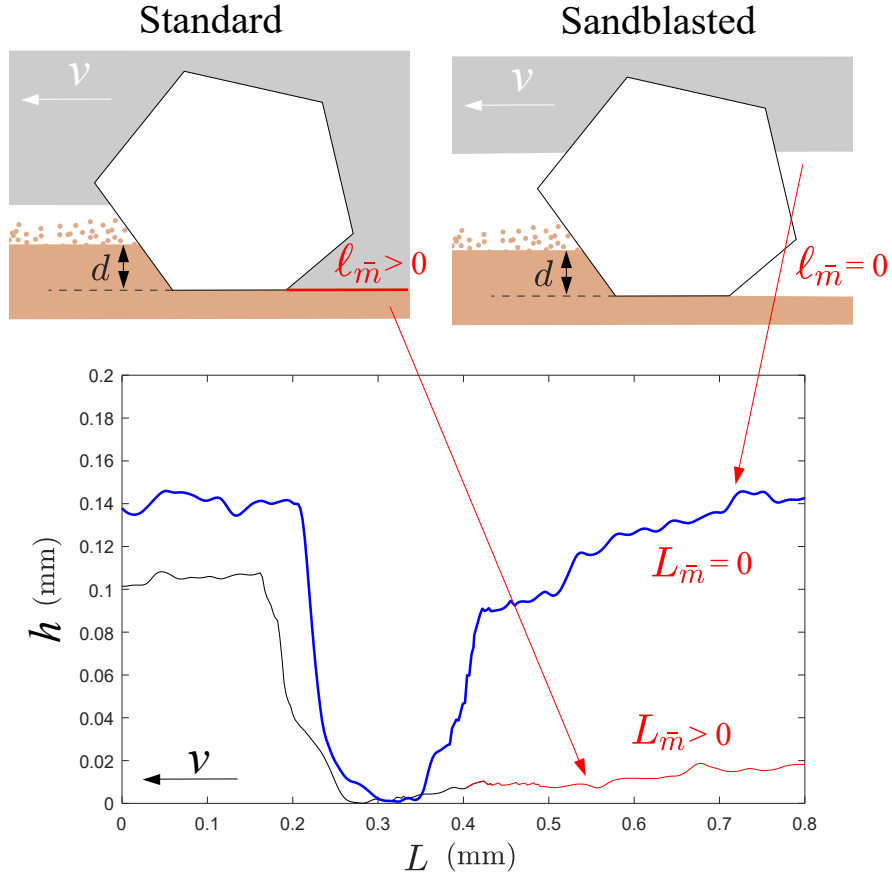 Standard
Sandblasted
v
v
d
ℓ_m̄ > 0
d
ℓ_m̄ = 0
0.2
0.18
0.16
0.14
0.12
0.1
0.08
0.06
0.04
0.02
0
h (mm)
L_m̄ = 0
L_m̄ > 0
v
0 0.1 0.2 0.3 0.4 0.5 0.6 0.7 0.8
L (mm)